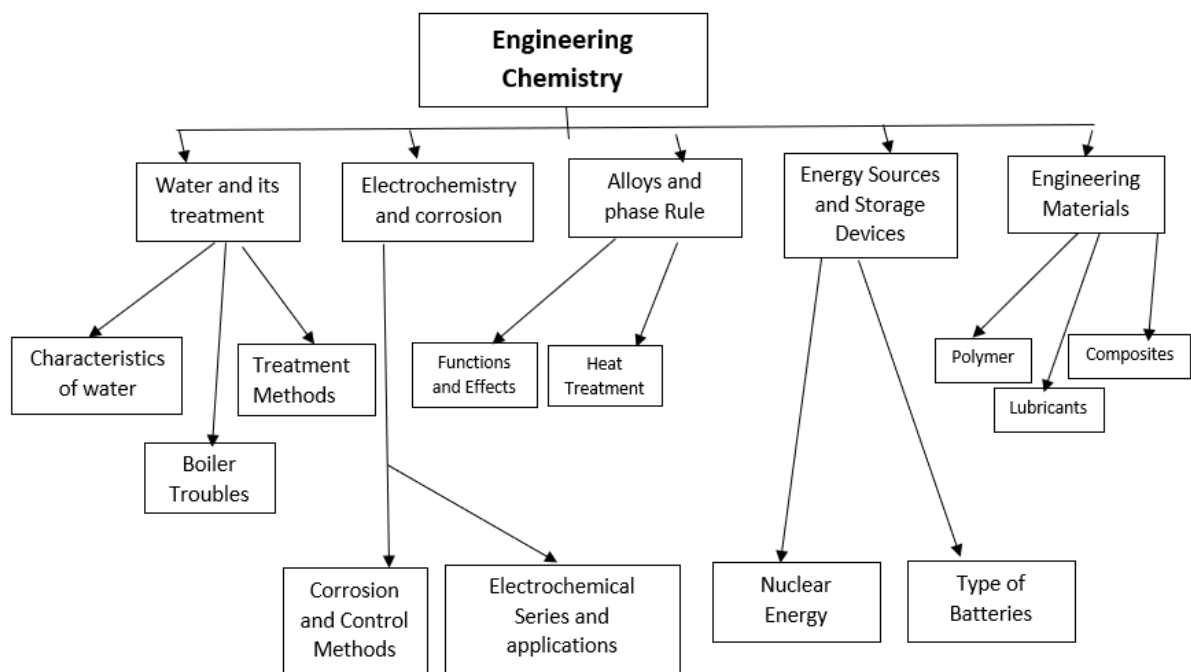 Engineering
Chemistry
Water and its
treatment
Electrochemistry
and corrosion
Alloys and
phase Rule
Energy Sources
and Storage
Devices
Engineering
Materials
Characteristics
of water
Treatment
Methods
Boiler
Troubles
Functions
and Effects
Heat
Treatment
Polymer
Composites
Lubricants
Corrosion
and Control
Methods
Electrochemical
Series and
applications
Nuclear
Energy
Type of
Batteries